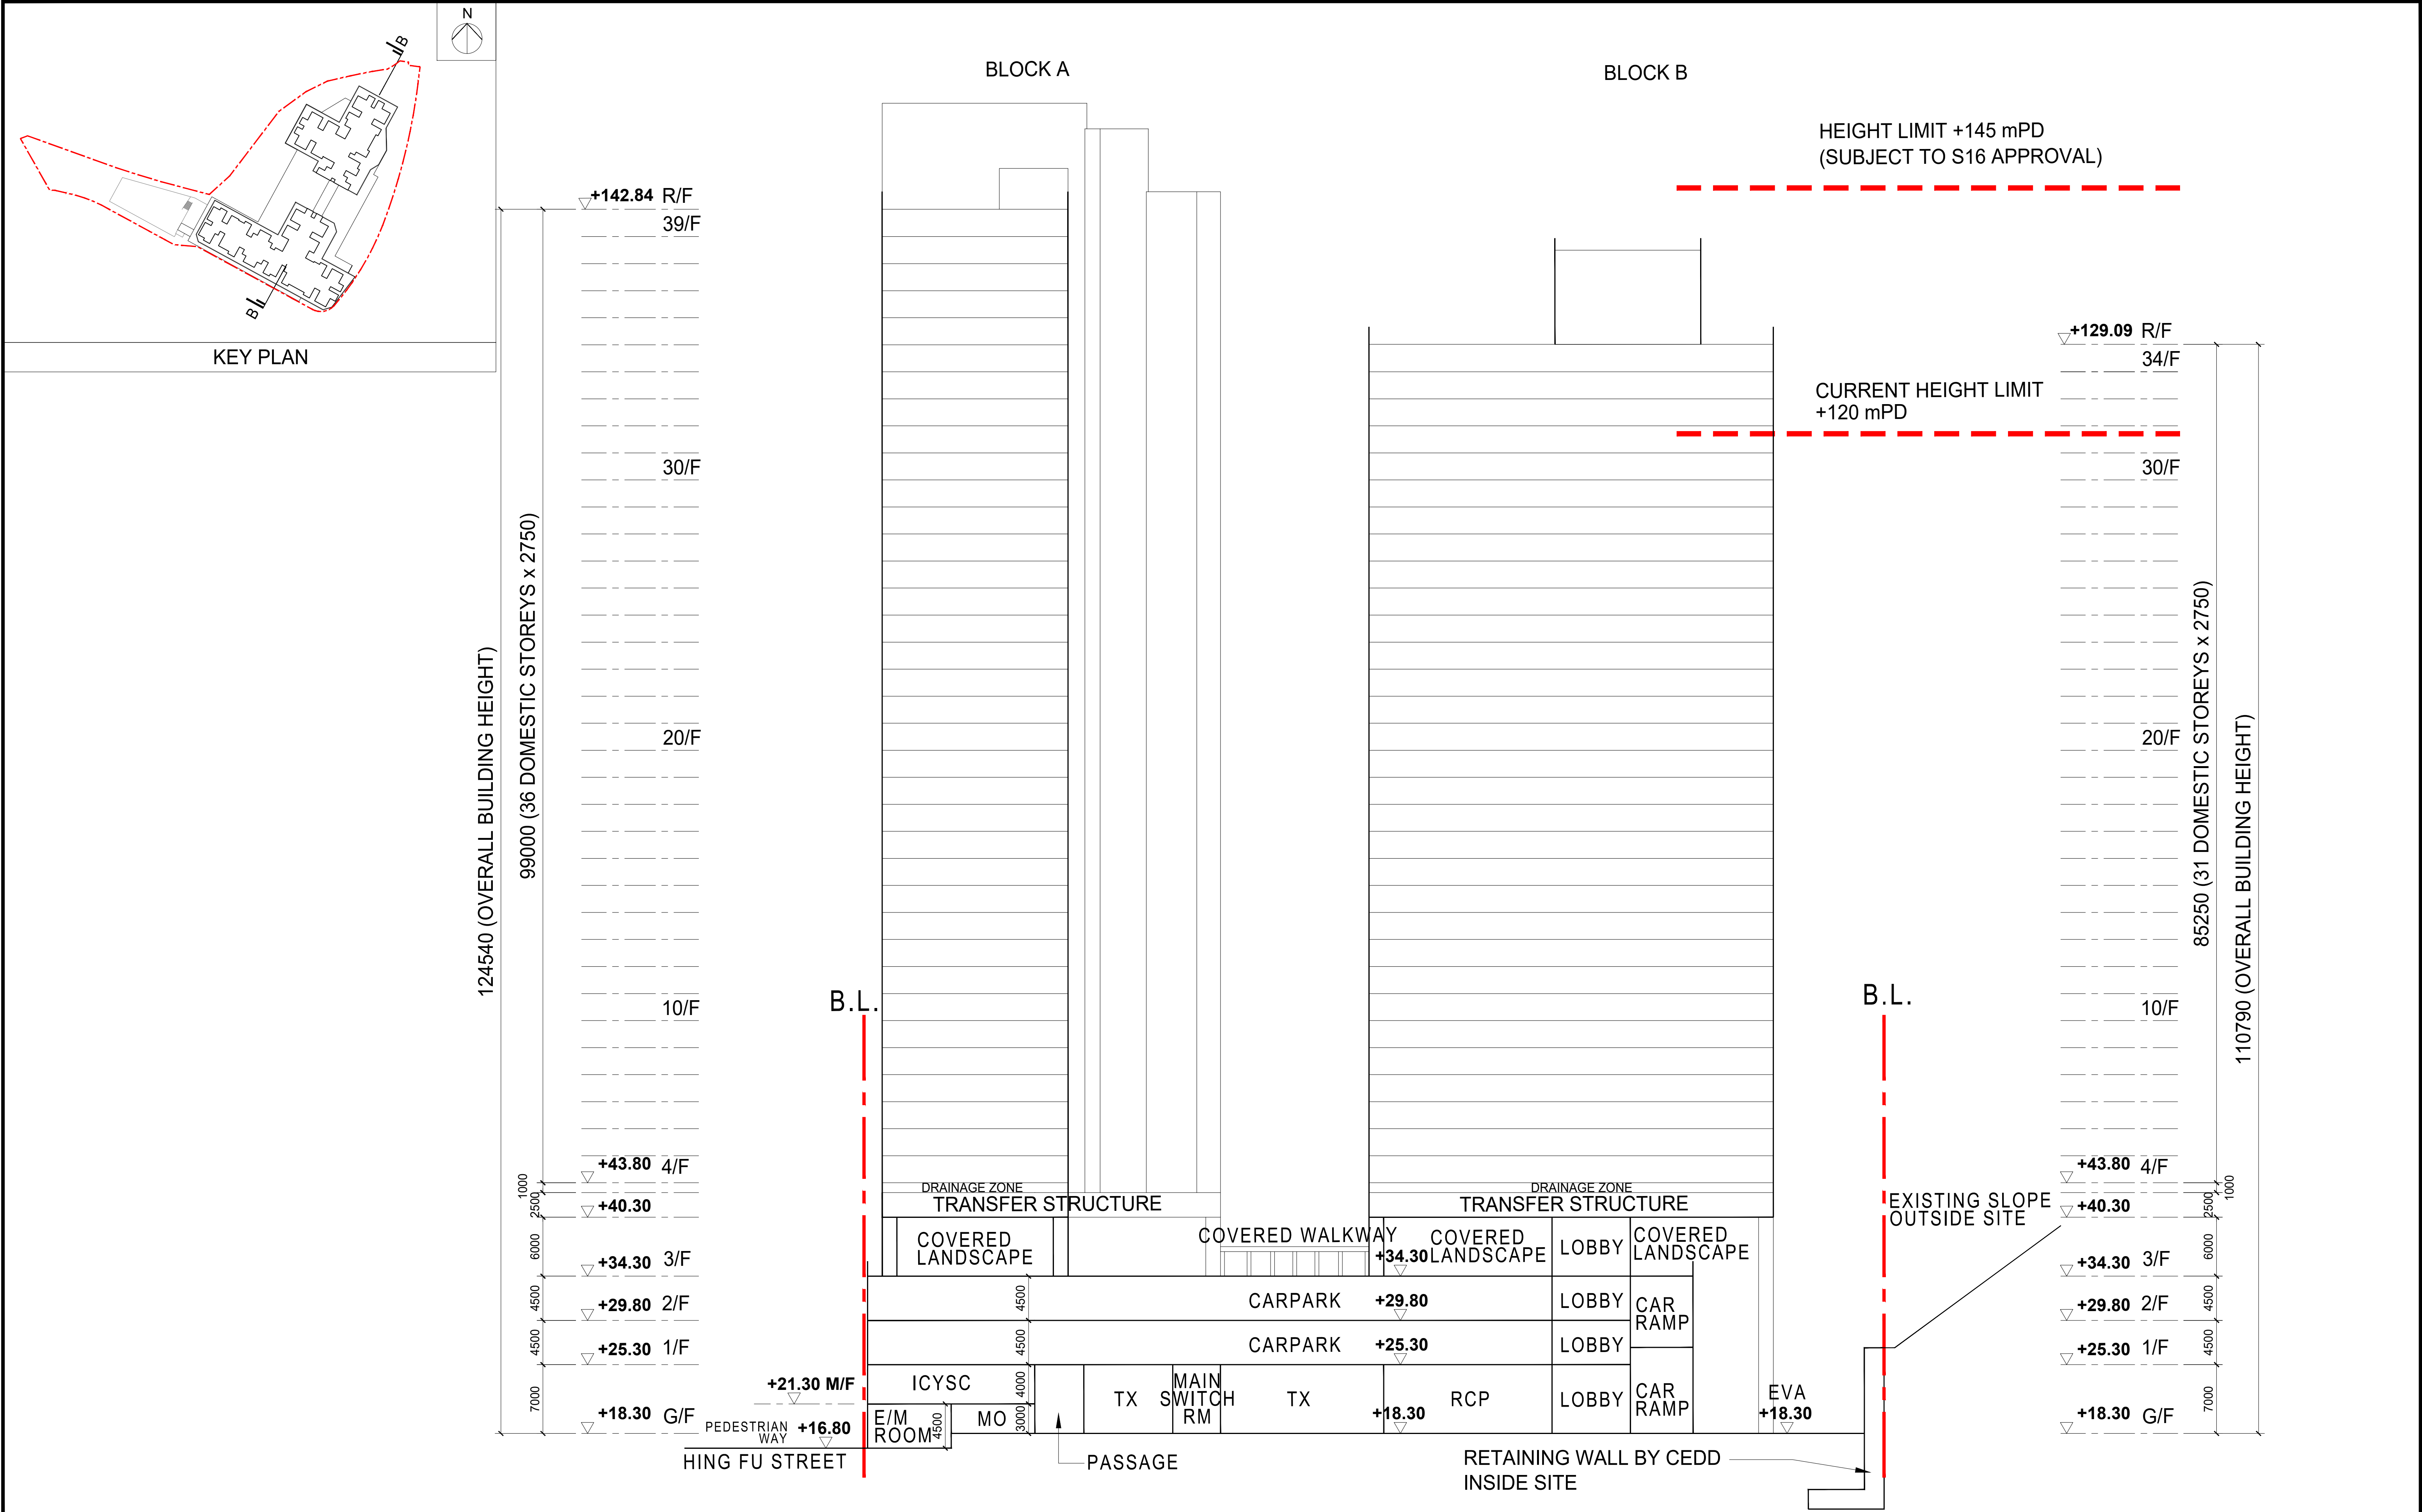 N
B
B
KEY PLAN
BLOCK A
BLOCK B
HEIGHT LIMIT +145 mPD
(SUBJECT TO S16 APPROVAL)
CURRENT HEIGHT LIMIT
+120 mPD
+142.84 R/F
39/F
30/F
20/F
10/F
+43.80 4/F
+40.30
+34.30 3/F
+29.80 2/F
+25.30 1/F
+18.30 G/F
124540 (OVERALL BUILDING HEIGHT)
99000 (36 DOMESTIC STOREYS x 2750)
1000
2500
6000
4500
4500
7000
+21.30 M/F
PEDESTRIAN
WAY
+16.80
HING FU STREET
B.L.
DRAINAGE ZONE
TRANSFER STRUCTURE
COVERED
LANDSCAPE
COVERED WALKWAY
DRAINAGE ZONE
TRANSFER STRUCTURE
+34.30
COVERED
LANDSCAPE
LOBBY
COVERED
LANDSCAPE
4500
CARPARK
+29.80
LOBBY
CAR
RAMP
4500
CARPARK
+25.30
LOBBY
ICYSC
4000
E/M
ROOM
4500
MO
3000
TX
MAIN
SWITCH
RM
TX
+18.30
RCP
LOBBY
CAR
RAMP
EVA
+18.30
PASSAGE
RETAINING WALL BY CEDD
INSIDE SITE
B.L.
EXISTING SLOPE
OUTSIDE SITE
+129.09 R/F
34/F
30/F
20/F
10/F
+43.80 4/F
+40.30
+34.30 3/F
+29.80 2/F
+25.30 1/F
+18.30 G/F
1000
2500
6000
4500
4500
7000
85250 (31 DOMESTIC STOREYS x 2750)
110790 (OVERALL BUILDING HEIGHT)